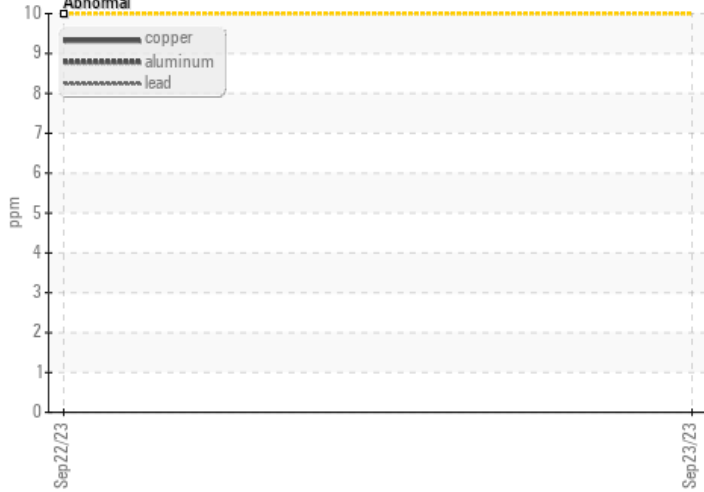 Abnormal
10
9
8
7
6
5
4
3
2
1
0
ppm
copper
aluminum
lead
Sep22/23
Sep23/23